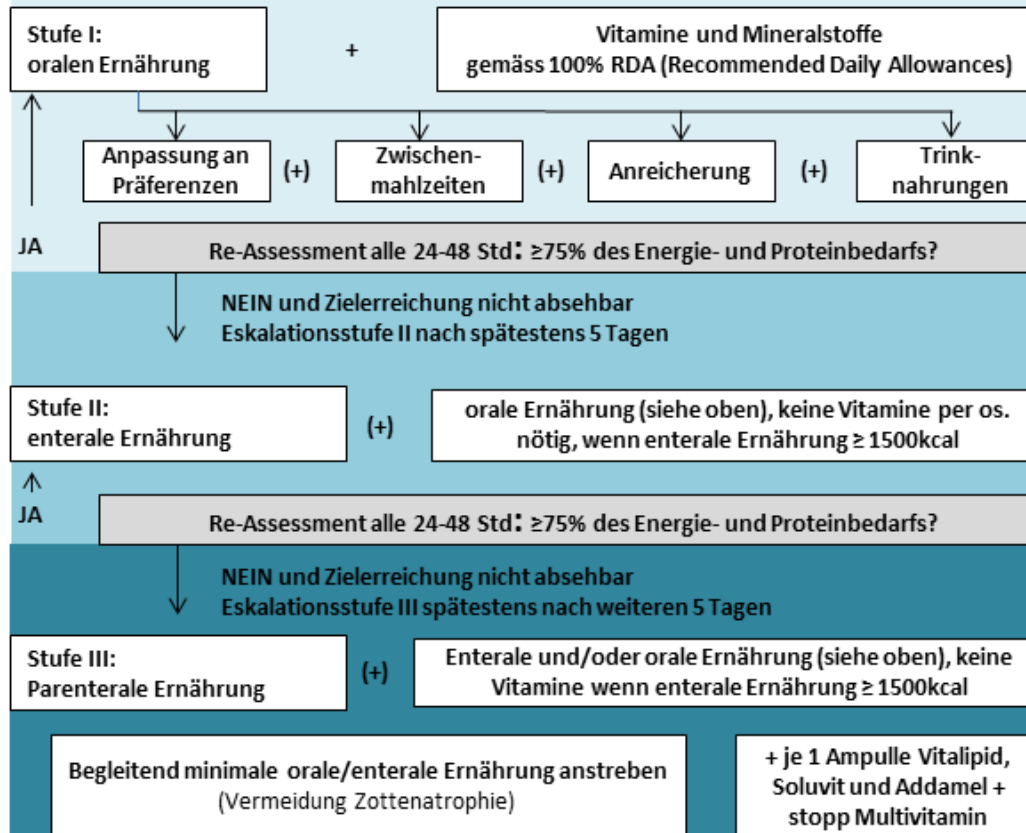 Stufe I:
oralen Ernährung
+
Vitamine und Mineralstoffe
gemäss 100% RDA (Recommended Daily Allowances)
Anpassung an
Präferenzen
(+)
Zwischen-
mahlzeiten
(+)
Anreicherung
(+)
Trink-
nahrungen
JA
Re-Assessment alle 24-48 Std: ≥75% des Energie- und Proteinbedarfs?
NEIN und Zielerreichung nicht absehbar
Eskalationsstufe II nach spätestens 5 Tagen
Stufe II:
enterale Ernährung
(+)
orale Ernährung (siehe oben), keine Vitamine per os.
nötig, wenn enterale Ernährung ≥ 1500kcal
JA
Re-Assessment alle 24-48 Std: ≥75% des Energie- und Proteinbedarfs?
NEIN und Zielerreichung nicht absehbar
Eskalationsstufe III spätestens nach weiteren 5 Tagen
Stufe III:
Parenterale Ernährung
(+)
Enterale und/oder orale Ernährung (siehe oben), keine
Vitamine wenn enterale Ernährung ≥ 1500kcal
Begleitend minimale orale/enterale Ernährung anstreben
(Vermeidung Zottenatrophie)
+ je 1 Ampulle Vitalipid,
Soluvit und Addamel +
stopp Multivitamin